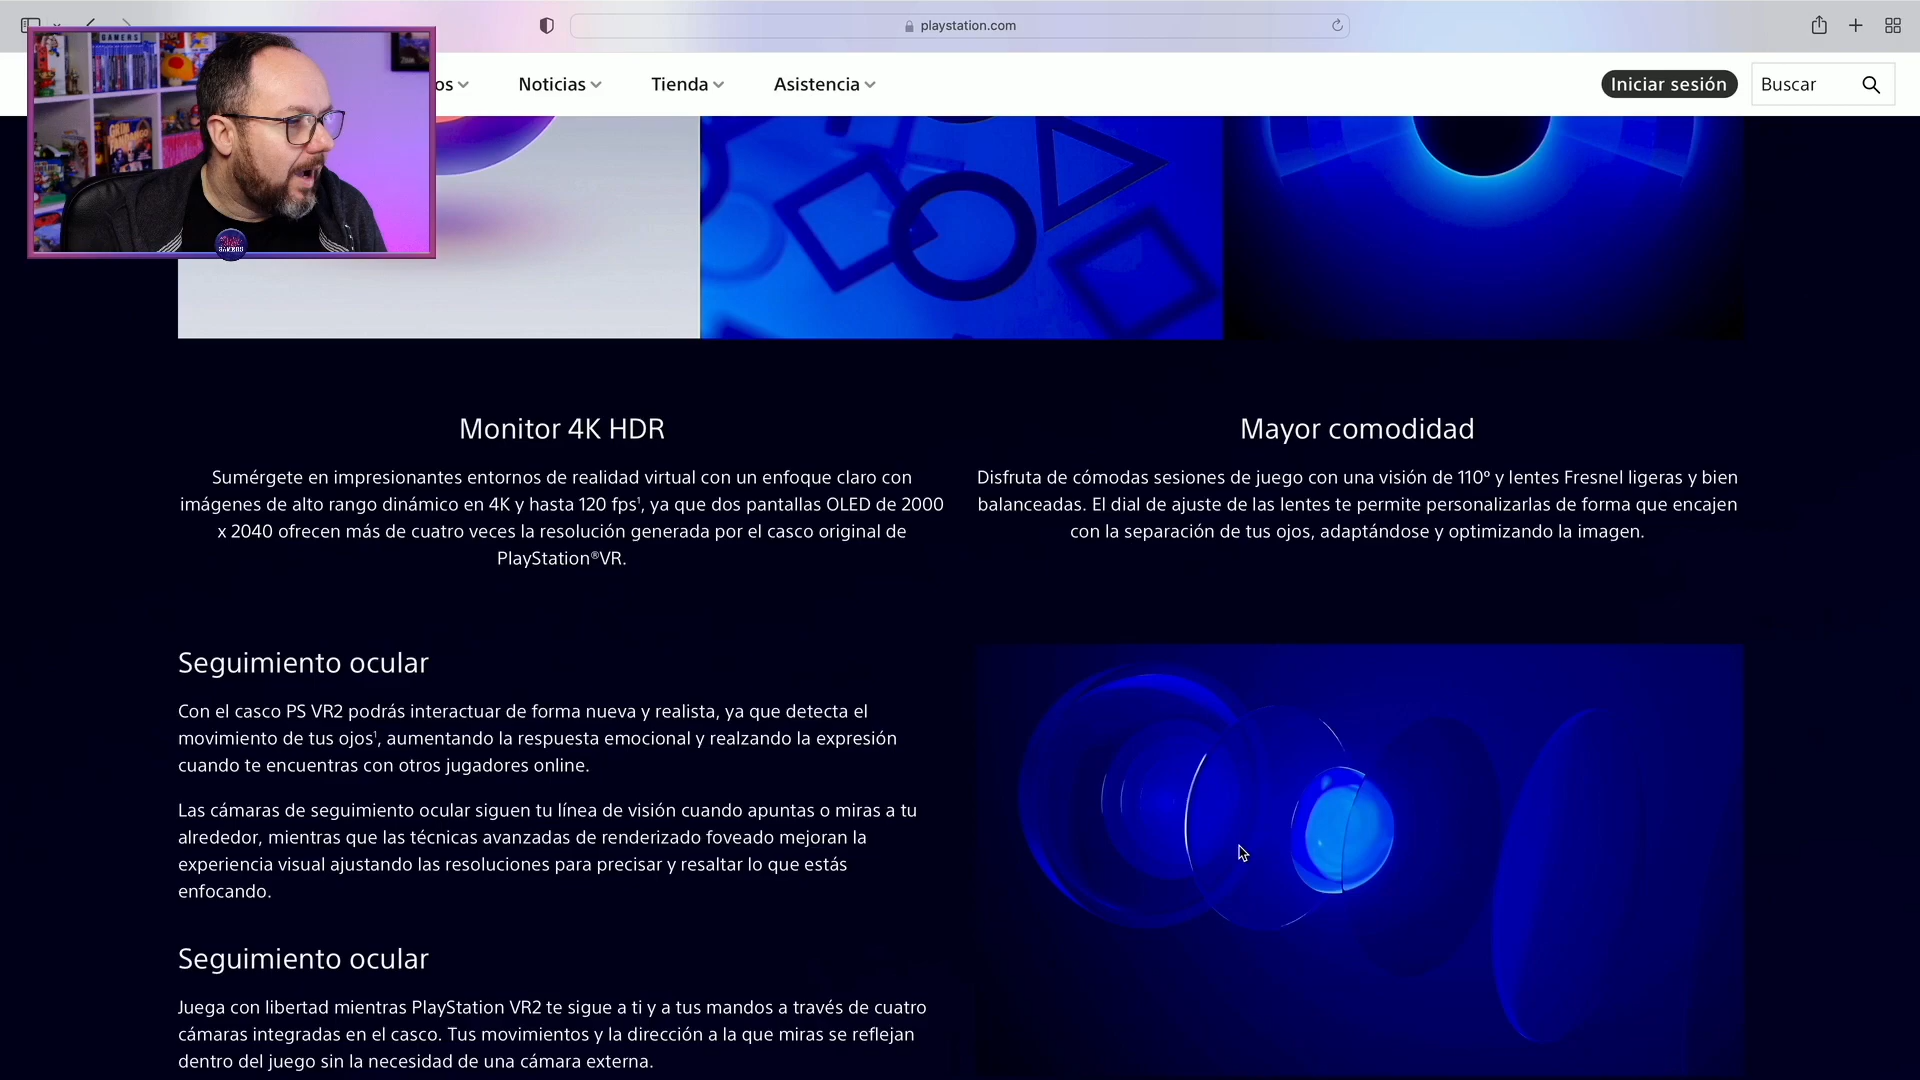 playstation.com
os
Noticias
Tienda
Asistencia
Iniciar sesión
Buscar
GAMERS
GRIM
GAMERS
Monitor 4K HDR
Sumérgete en impresionantes entornos de realidad virtual con un enfoque claro con
imágenes de alto rango dinámico en 4K y hasta 120 fps¹, ya que dos pantallas OLED de 2000
x 2040 ofrecen más de cuatro veces la resolución generada por el casco original de
PlayStation®VR.
Mayor comodidad
Disfruta de cómodas sesiones de juego con una visión de 110º y lentes Fresnel ligeras y bien
balanceadas. El dial de ajuste de las lentes te permite personalizarlas de forma que encajen
con la separación de tus ojos, adaptándose y optimizando la imagen.
Seguimiento ocular
Con el casco PS VR2 podrás interactuar de forma nueva y realista, ya que detecta el
movimiento de tus ojos¹, aumentando la respuesta emocional y realzando la expresión
cuando te encuentras con otros jugadores online.
Las cámaras de seguimiento ocular siguen tu línea de visión cuando apuntas o miras a tu
alrededor, mientras que las técnicas avanzadas de renderizado foveado mejoran la
experiencia visual ajustando las resoluciones para precisar y resaltar lo que estás
enfocando.
Seguimiento ocular
Juega con libertad mientras PlayStation VR2 te sigue a ti y a tus mandos a través de cuatro
cámaras integradas en el casco. Tus movimientos y la dirección a la que miras se reflejan
dentro del juego sin la necesidad de una cámara externa.